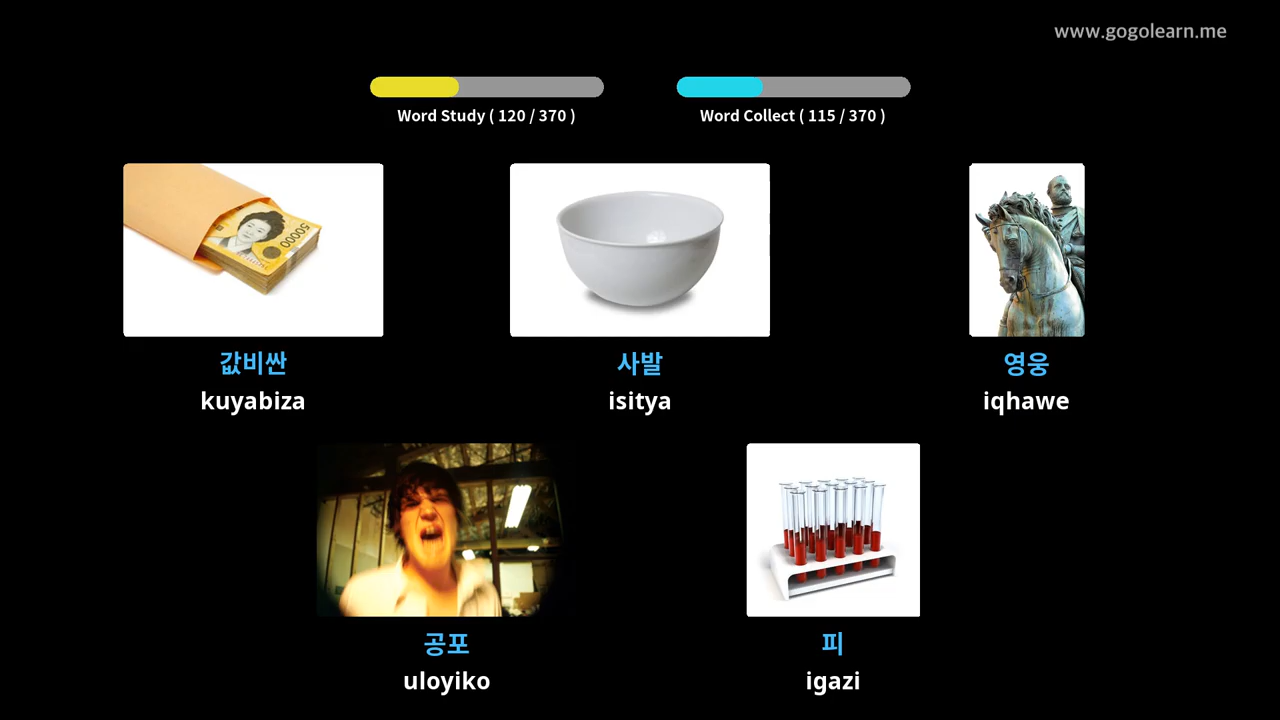 www.gogolearn.me
Word Study ( 120 / 370 )
Word Collect ( 115 / 370 )
50000
값비싼
kuyabiza
사발
isitya
영웅
iqhawe
공포
uloyiko
피
igazi